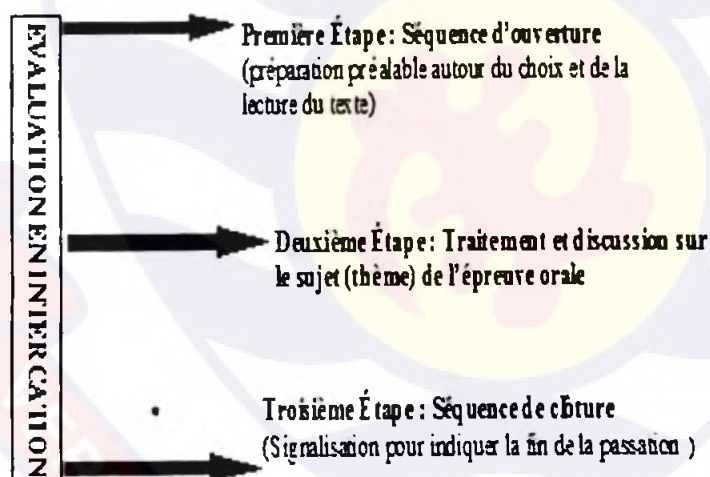 EVALUATION EN INTERCATION
Première Étape: Séquence d'ouverture
(préparation préalable autour du choix et de la
lecture du texte)
Deuxième Étape: Traitement et discussion sur
le sujet (thème) de l'épreuve orale
Troisième Étape: Séquence de clôture
(Signalisation pour indiquer la fin de la passation )